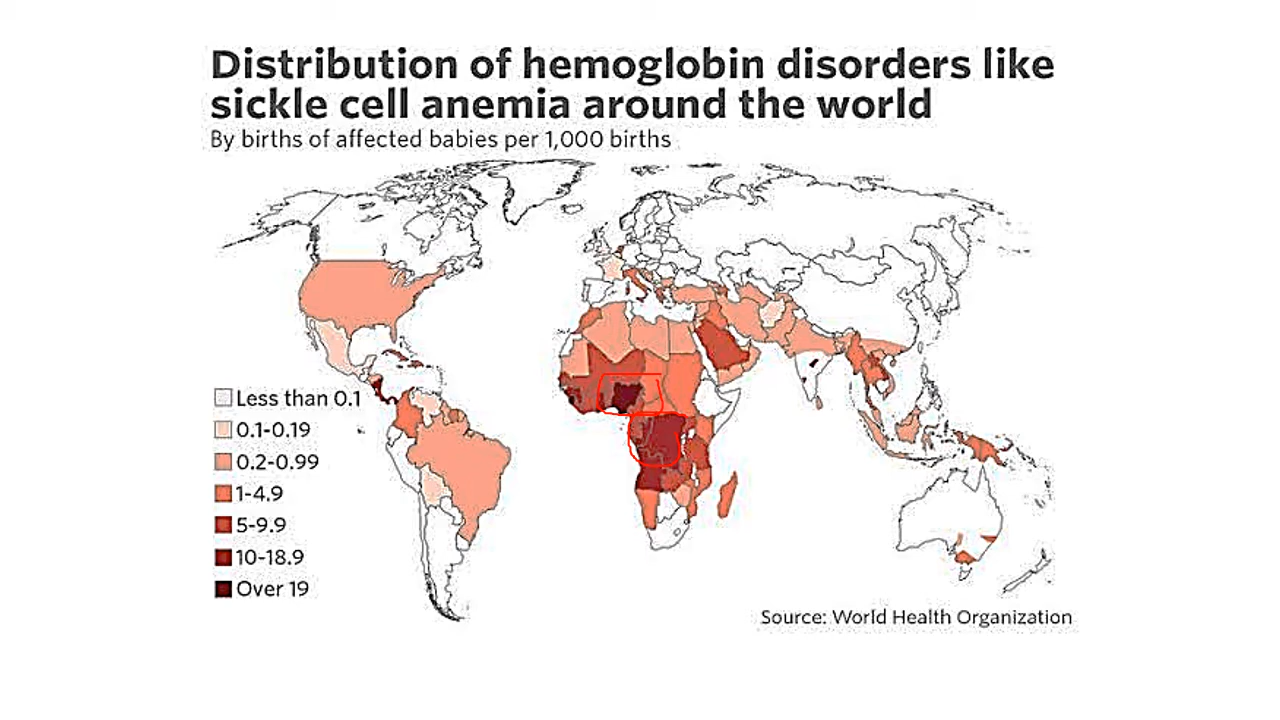 Distribution of hemoglobin disorders like
sickle cell anemia around the world
By births of affected babies per 1,000 births
Less than 0.1
0.1-0.19
0.2-0.99
1-4.9
5-9.9
10-18.9
Over 19
Source: World Health Organization